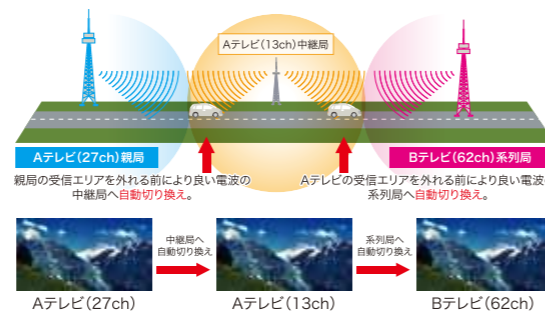 Aテレビ（13ch）中継局
Aテレビ（27ch）親局
Bテレビ（62ch）系列局
親局の受信エリアを外れる前により良い電波の
中継局へ自動切り換え。
Aテレビの受信エリアを外れる前により良い電波
系列局へ自動切り換え。
中継局へ
自動切り換え
系列局へ
自動切り換え
Aテレビ（27ch）
Aテレビ（13ch）
Bテレビ（62ch）